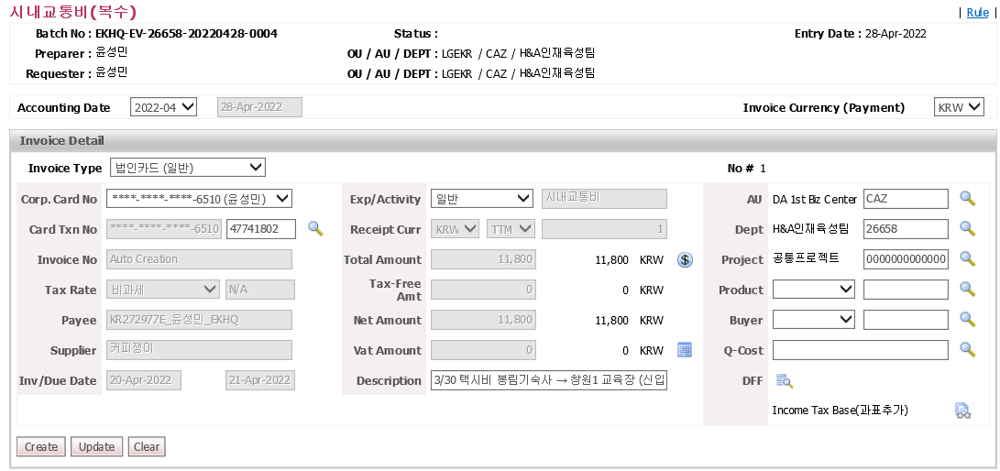 시내교통비(복수)
| Rule |
Batch No : EKHQ-EV-26658-20220428-0004 Status : Entry Date : 28-Apr-2022
Preparer : 윤성민 OU / AU / DEPT : LGEKR / CAZ / H&A인재육성팀
Requester : 윤성민 OU / AU / DEPT : LGEKR / CAZ / H&A인재육성팀
Accounting Date 2022-04 28-Apr-2022 Invoice Currency (Payment) KRW
Invoice Detail
Invoice Type 법인카드 (일반) No # 1
Corp. Card No ****-****-****-6510 (윤성민) Exp/Activity 일반 시내교통비 AU DA 1st Biz Center CAZ
Card Txn No ****-****-****-6510 47741802 Receipt Curr KRW TTM 1 Dept H&A인재육성팀 26658
Invoice No Auto Creation Total Amount 11,800 11,800 KRW Project 공통프로젝트 0000000000000
Tax Rate 비과세 N/A Tax-Free Amt 0 0 KRW Product
Payee KR272977E_윤성민_EKHQ Net Amount 11,800 11,800 KRW Buyer
Supplier 커피쟁이 Vat Amount 0 0 KRW Q-Cost
Inv/Due Date 20-Apr-2022 21-Apr-2022 Description 3/30 택시비 봉림기숙사 → 창원1 교육장 (신입 DFF
Income Tax Base(과표추가)
Create Update Clear